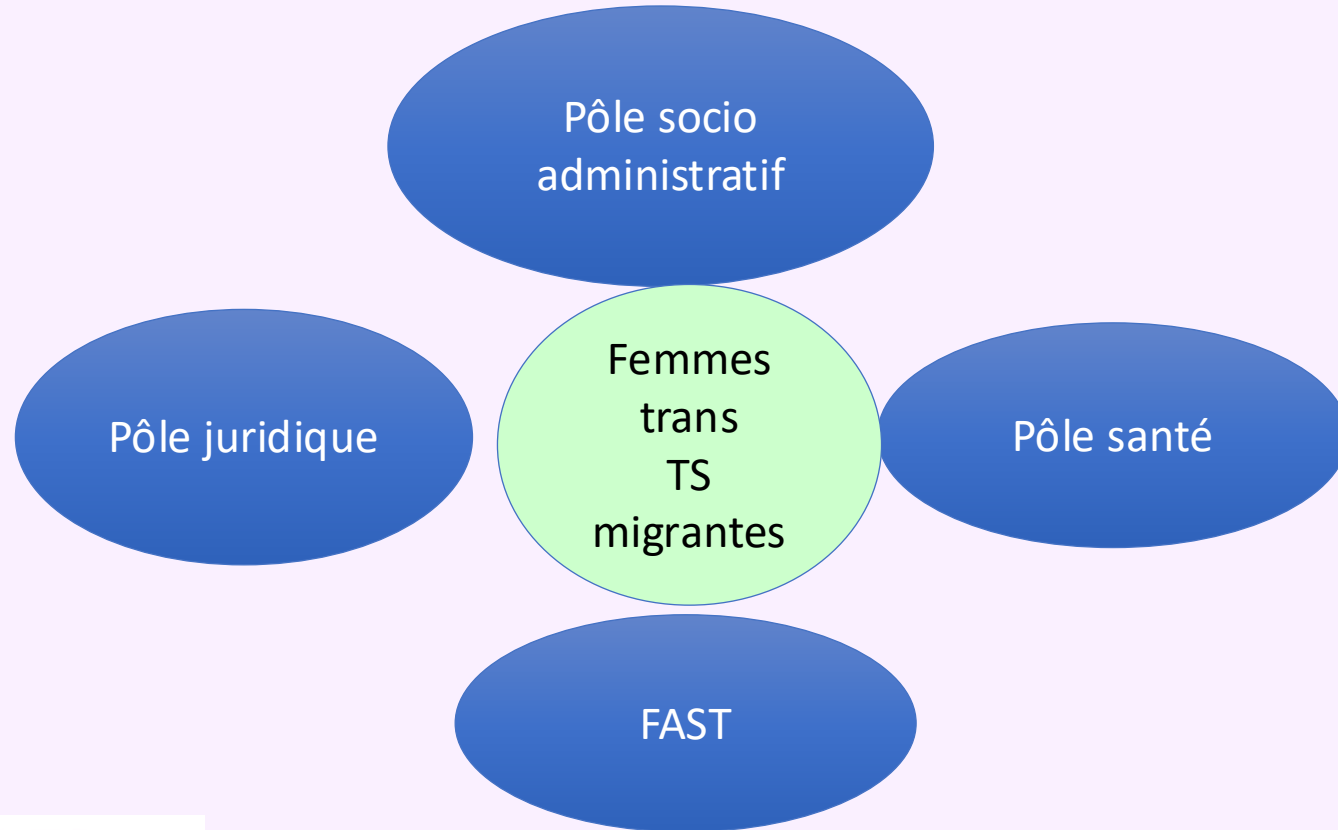 Pôle socio
administratif
Femmes
trans
TS
migrantes
Pôle juridique
Pôle santé
FAST